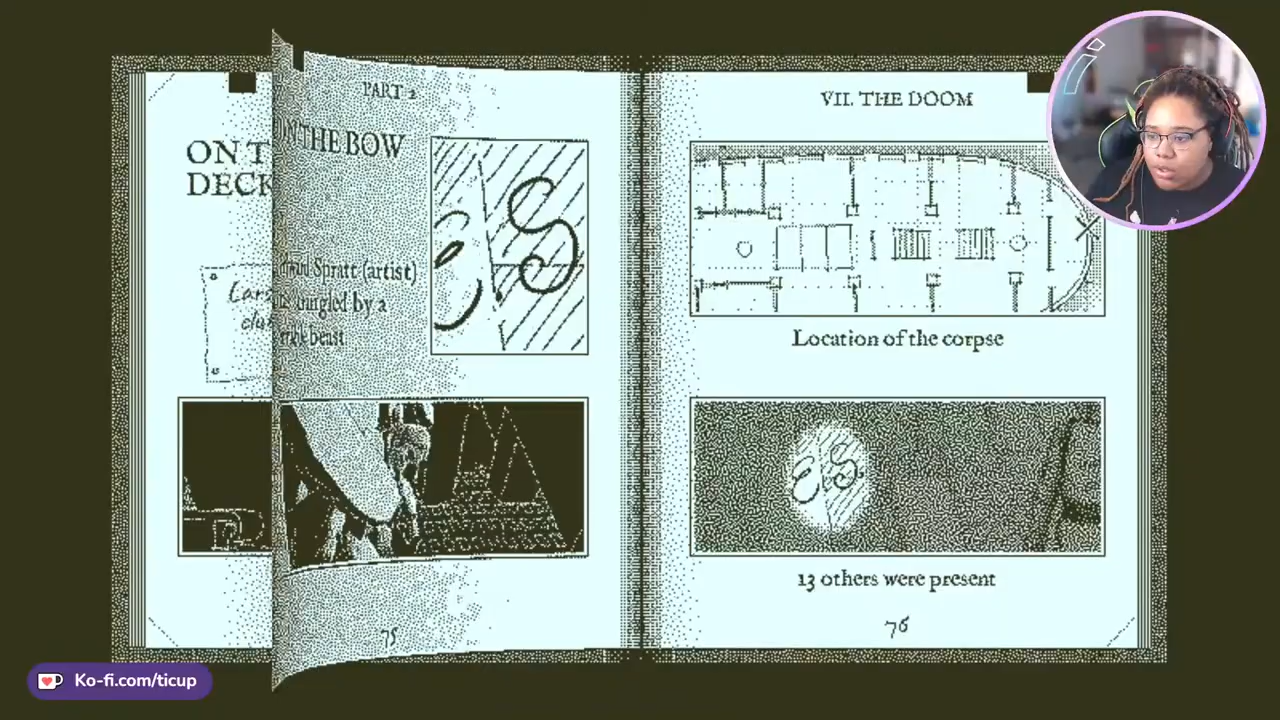 PART 2
ON T
DECK
THE BOW
Spratt (artist)
by a
beast
75
VII. THE DOOM
Location of the corpse
E S
13 others were present
76
Ko-fi.com/ticup